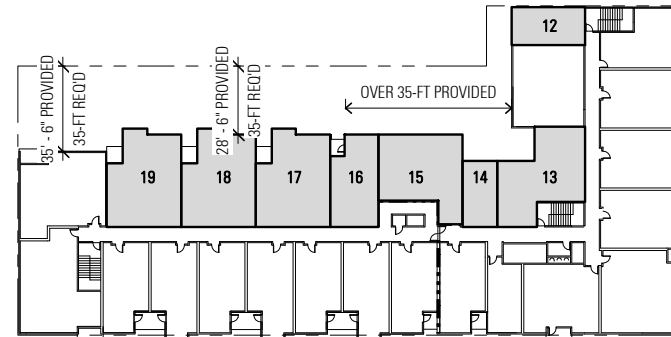 12
35' - 6" PROVIDED
35-FT REQ'D
28' - 6" PROVIDED
35-FT REQ'D
OVER 35-FT PROVIDED
19
18
17
16
15
14
13